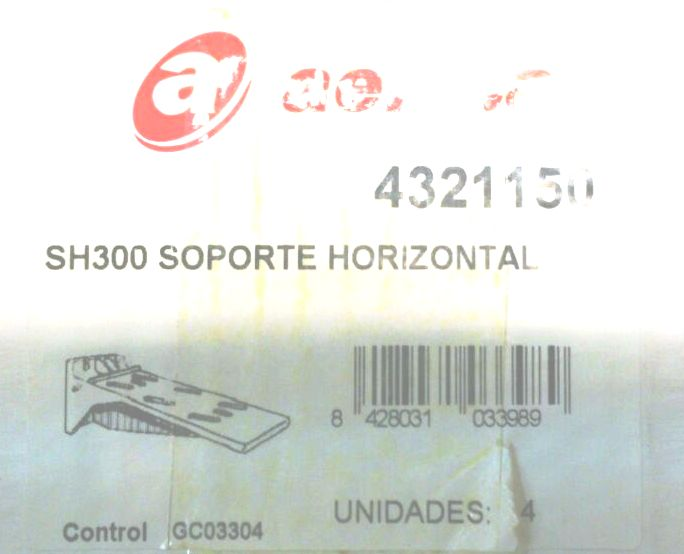 4321150
SH300 SOPORTE HORIZONTAL
8 428031 033989
UNIDADES: 4
Control GC03304